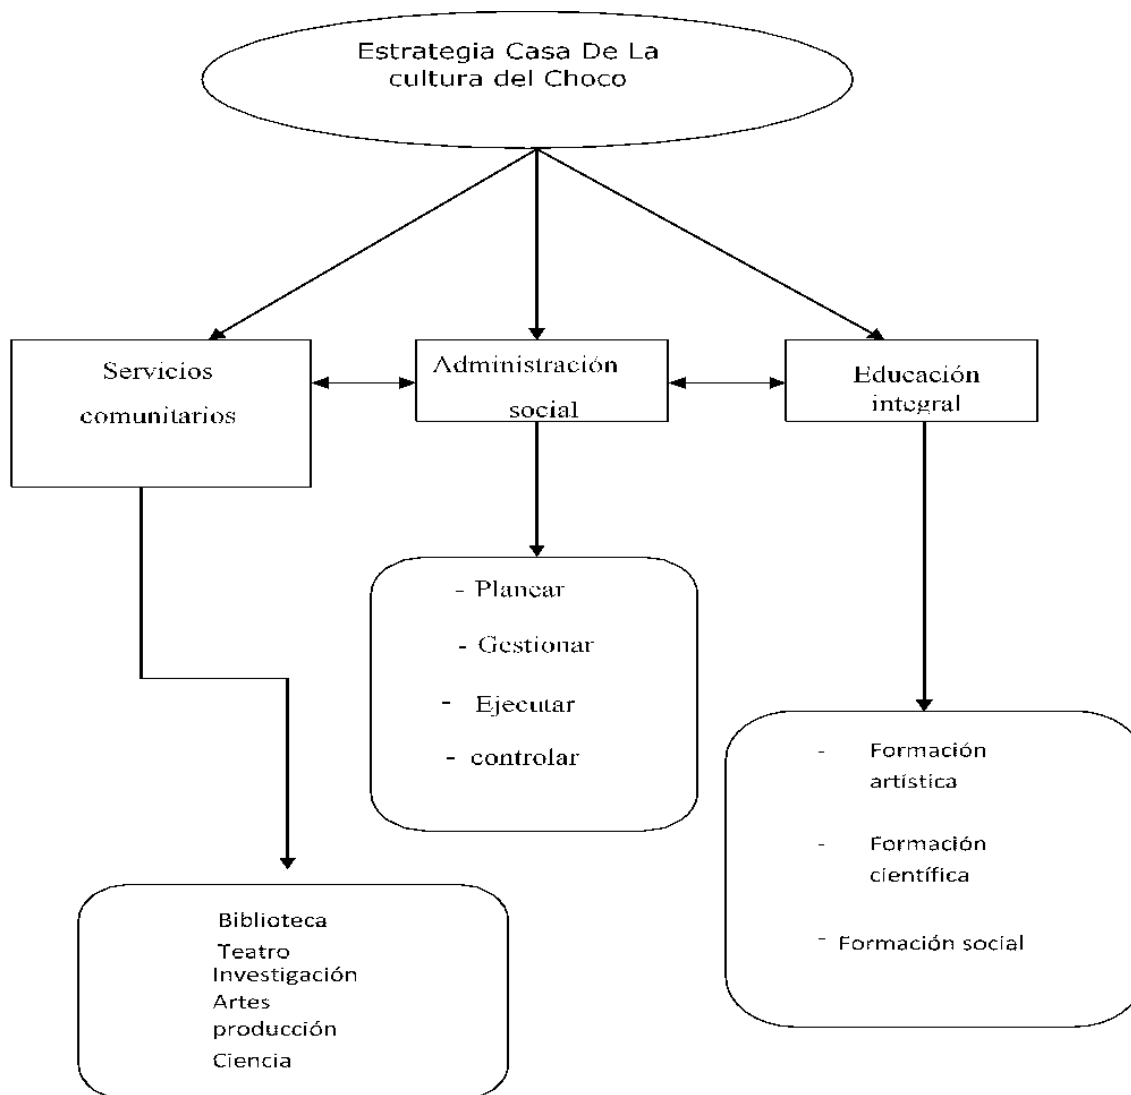 Estrategia Casa De La
cultura del Choco
Servicios
comunitarios
Administración
social
Educación
integral
- Planear
- Gestionar
- Ejecutar
- controlar
- Formación
artística
- Formación
científica
- Formación social
Biblioteca
Teatro
Investigación
Artes
producción
Ciencia